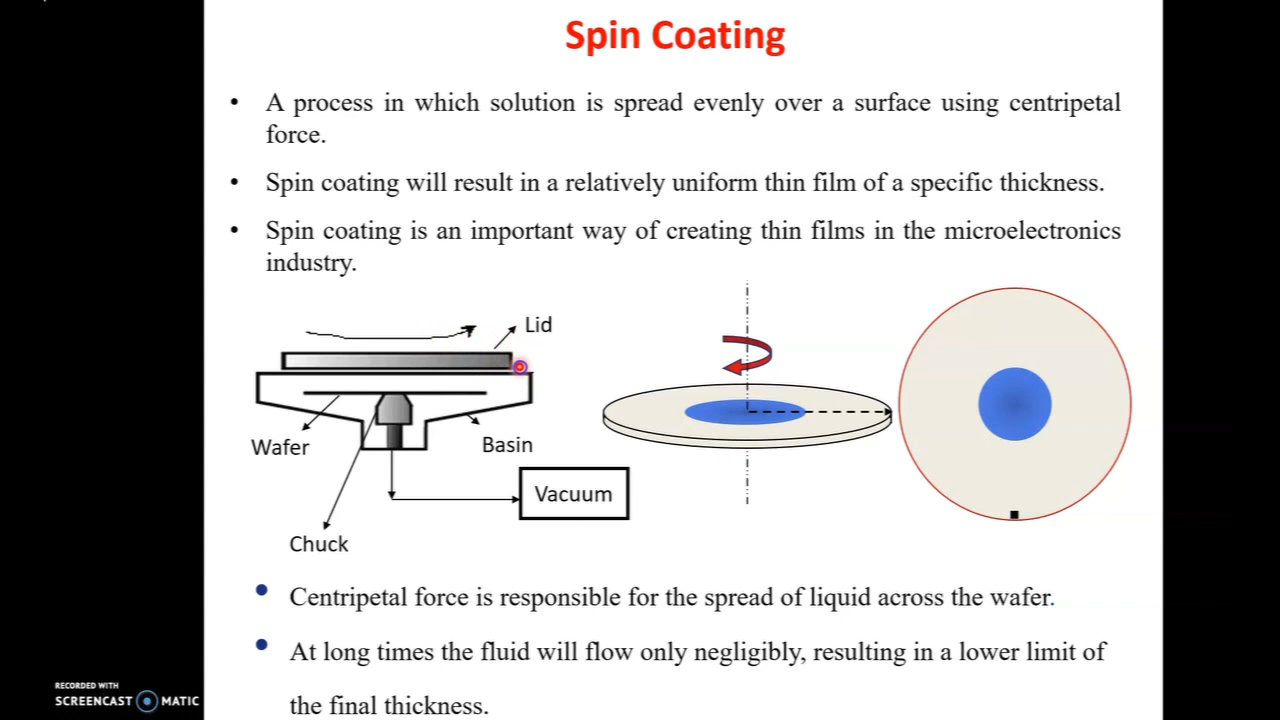 Spin Coating
• A process in which solution is spread evenly over a surface using centripetal
force.
• Spin coating will result in a relatively uniform thin film of a specific thickness.
• Spin coating is an important way of creating thin films in the microelectronics
industry.
Lid
Wafer
Basin
Vacuum
Chuck
• Centripetal force is responsible for the spread of liquid across the wafer.
• At long times the fluid will flow only negligibly, resulting in a lower limit of
the final thickness.
RECORDED WITH
SCREENCAST MATIC